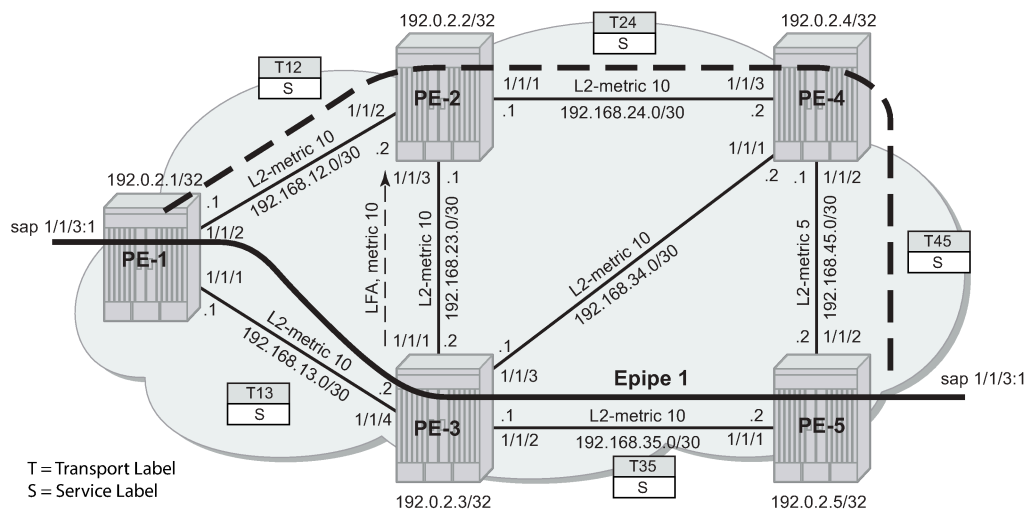 192.0.2.2/32
T24
S
192.0.2.4/32
T12
S
1/1/1
L2-metric 10
1/1/3
PE-2
PE-4
1/1/2
.1
192.168.24.0/30
.2
L2-metric 10
192.168.12.0/30
.2
1/1/1
192.0.2.1/32
.1
1/1/3
.1
.2
.1
1/1/2
sap 1/1/3:1
1/1/2
PE-1
LFA, metric 10
L2-metric 10
192.168.23.0/30
L2-metric 10
192.168.34.0/30
L2-metric 5
192.168.45.0/30
T45
S
1/1/1
.1
L2-metric 10
192.168.13.0/30
1/1/1
.2
.1
.2
1/1/2
T13
S
.2
1/1/4
1/1/3
Epipe 1
sap 1/1/3:1
PE-3
.1
L2-metric 10
.2
PE-5
1/1/2
192.168.35.0/30
1/1/1
T = Transport Label
S = Service Label
T35
S
192.0.2.3/32
192.0.2.5/32